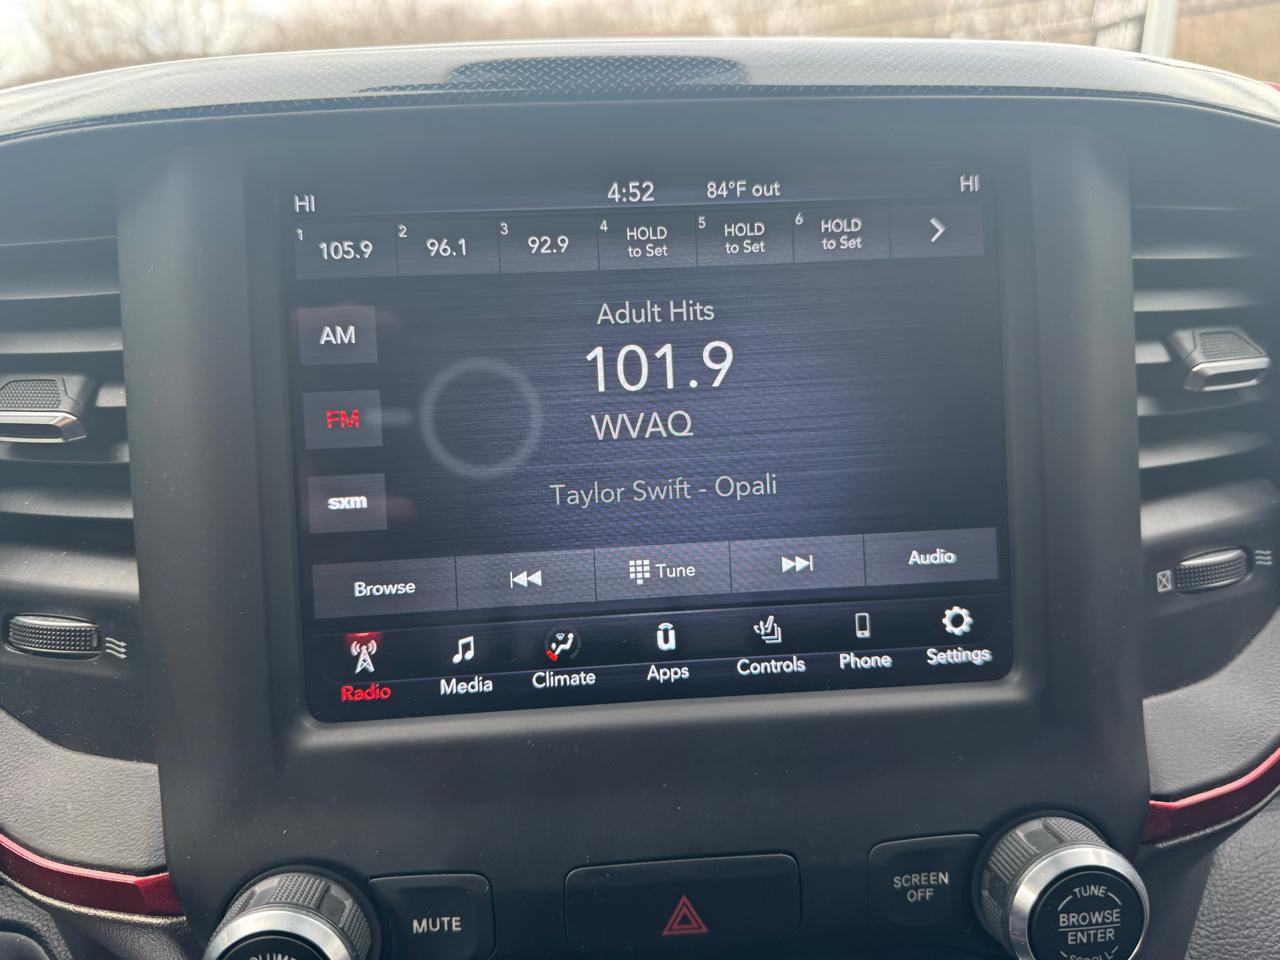 HI 4:52 84°F out HI
1 105.9 2 96.1 3 92.9 4 HOLD to Set 5 HOLD to Set 6 HOLD to Set
Adult Hits
AM
101.9
FM
WVAQ
Taylor Swift - Opali
sxm
Browse Tune Audio
Radio Media Climate Apps Controls Phone Settings
MUTE
SCREEN
OFF
TUNE
BROWSE
ENTER
SCROLL